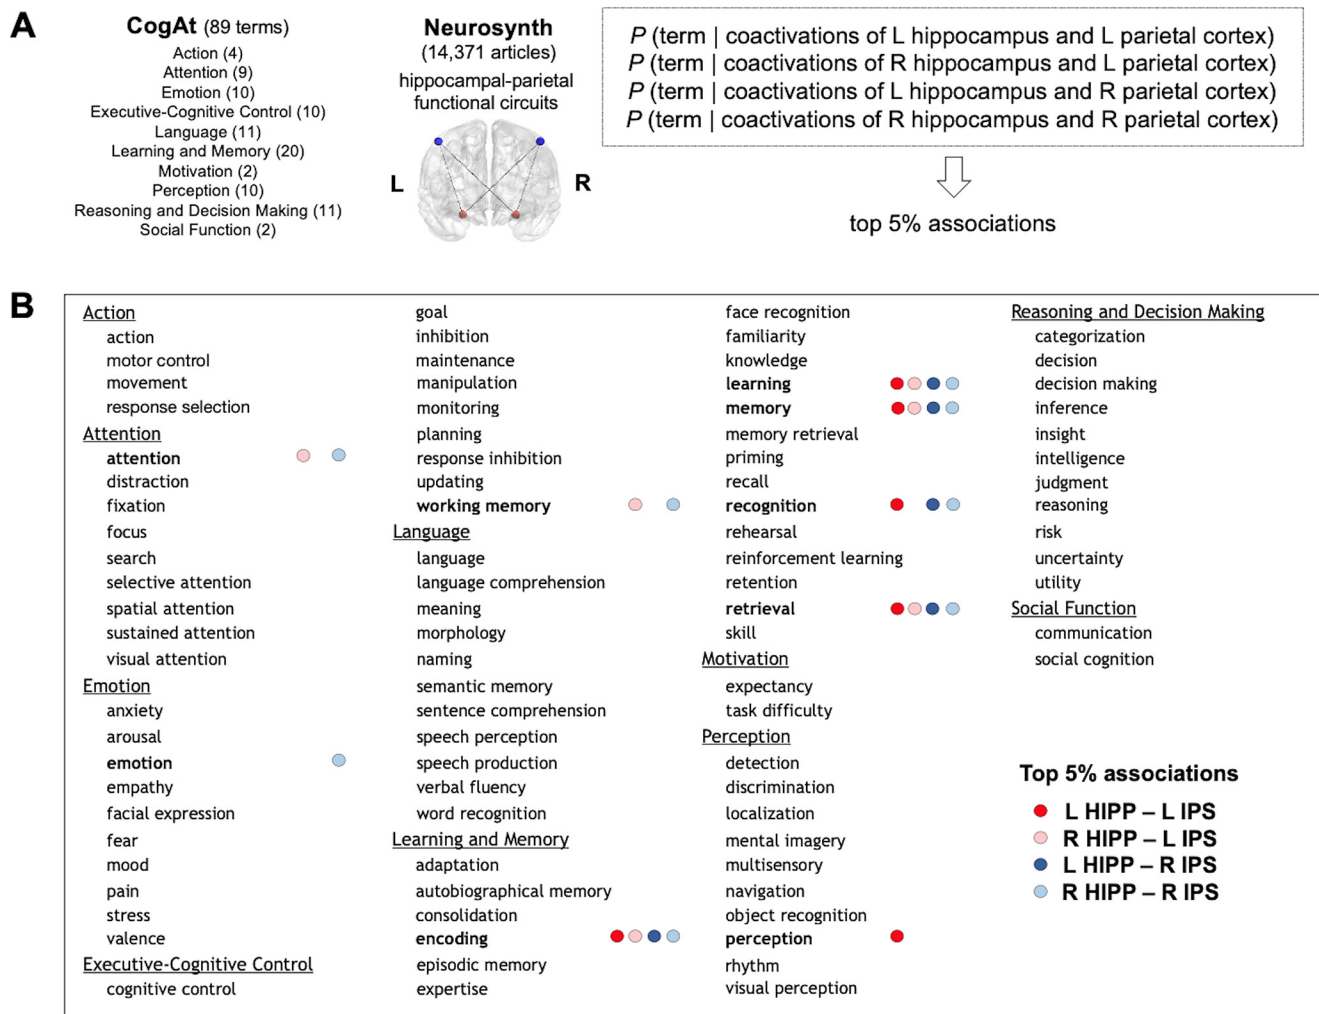 A
CogAt (89 terms)
Action (4)
Attention (9)
Emotion (10)
Executive-Cognitive Control (10)
Language (11)
Learning and Memory (20)
Motivation (2)
Perception (10)
Reasoning and Decision Making (11)
Social Function (2)
Neurosynth
(14,371 articles)
hippocampal-parietal
functional circuits
L
R
P (term | coactivations of L hippocampus and L parietal cortex)
P (term | coactivations of R hippocampus and L parietal cortex)
P (term | coactivations of L hippocampus and R parietal cortex)
P (term | coactivations of R hippocampus and R parietal cortex)
top 5% associations
B
Action
action
motor control
movement
response selection
Attention
attention
distraction
fixation
focus
search
selective attention
spatial attention
sustained attention
visual attention
Emotion
anxiety
arousal
emotion
empathy
facial expression
fear
mood
pain
stress
valence
Executive-Cognitive Control
cognitive control
goal
inhibition
maintenance
manipulation
monitoring
planning
response inhibition
updating
working memory
Language
language
language comprehension
meaning
morphology
naming
semantic memory
sentence comprehension
speech perception
speech production
verbal fluency
word recognition
Learning and Memory
adaptation
autobiographical memory
consolidation
encoding
episodic memory
expertise
face recognition
familiarity
knowledge
learning
memory
memory retrieval
priming
recall
recognition
rehearsal
reinforcement learning
retention
retrieval
skill
Motivation
expectancy
task difficulty
Perception
detection
discrimination
localization
mental imagery
multisensory
navigation
object recognition
perception
rhythm
visual perception
Reasoning and Decision Making
categorization
decision
decision making
inference
insight
intelligence
judgment
reasoning
risk
uncertainty
utility
Social Function
communication
social cognition
Top 5% associations
L HIPP – L IPS
R HIPP – L IPS
L HIPP – R IPS
R HIPP – R IPS